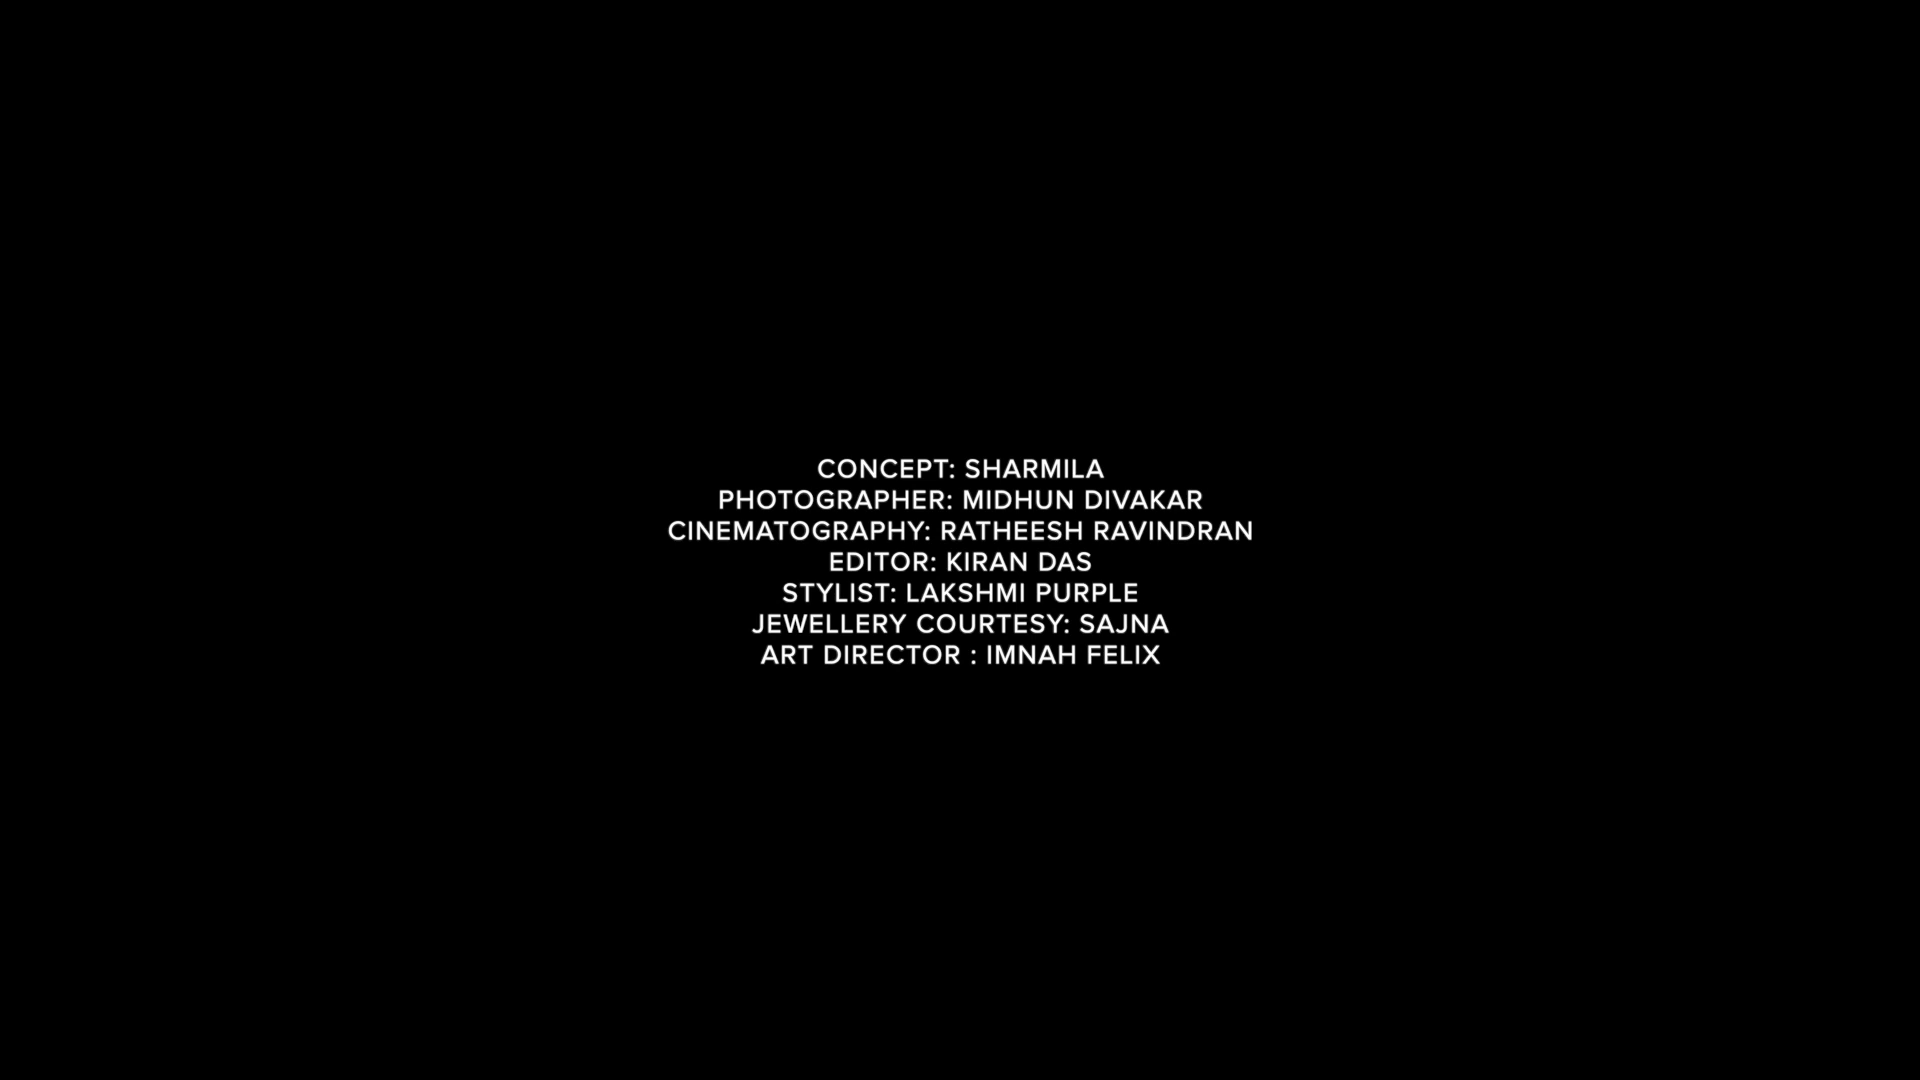 CONCEPT: SHARMILA
PHOTOGRAPHER: MIDHUN DIVAKAR
CINEMATOGRAPHY: RATHEESH RAVINDRAN
EDITOR: KIRAN DAS
STYLIST: LAKSHMI PURPLE
JEWELLERY COURTESY: SAJNA
ART DIRECTOR : IMNAH FELIX